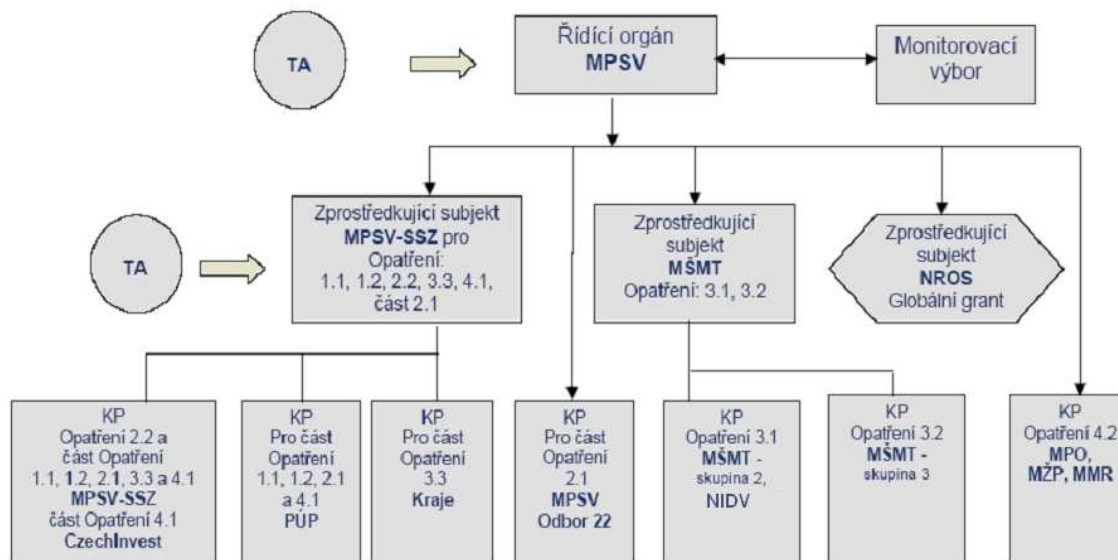 TA
Řídící orgán
MPSV
Monitorovací
výbor
TA
Zprostředkující subjekt
MPSV-SSZ pro
Opatření:
1.1, 1.2, 2.2, 3.3, 4.1,
část 2.1
Zprostředkující
subjekt
MŠMT
Opatření: 3.1, 3.2
Zprostředkující
subjekt
NROS
Globální grant
KP
Opatření 2.2 a
část Opatření
1.1, 1.2, 2.1, 3.3 a 4.1
MPSV-SSZ
část Opatření 4.1
CzechInvest
KP
Pro část
Opatření
1.1, 1.2, 2.1
a 4.1
PÚP
KP
Pro část
Opatření
3.3
Kraje
KP
Pro část
Opatření
2.1
MPSV
Odbor 22
KP
Opatření 3.1
MŠMT -
skupina 2,
NIDV
KP
Opatření 3.2
MŠMT -
skupina 3
KP
Opatření 4.2
MPO,
MŽP, MMR